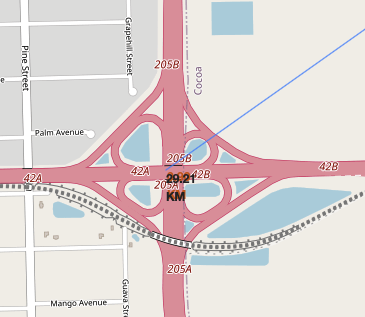 Pine Street
Grapehill Street
205B
Cocoa
e
Palm Avenue
205B
42A
42B
42B
42A
205A
29.21
KM
205A
Guava Stre
Mango Avenue